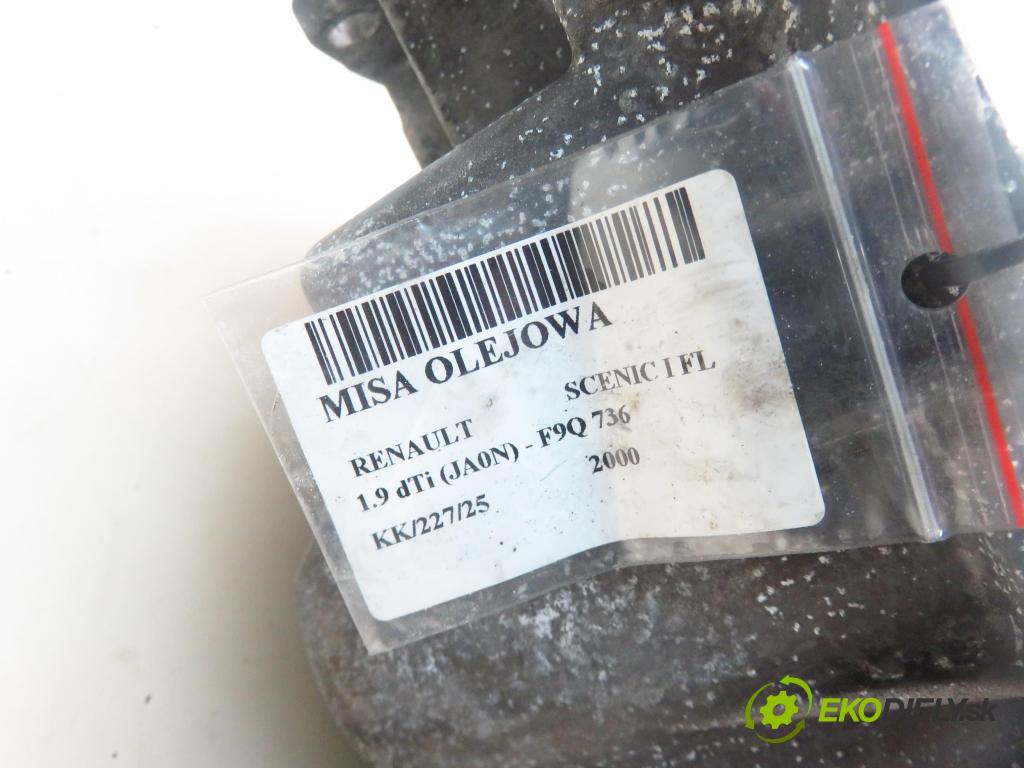 MISA OLEJOWA
RENAULT SCENIC I FL
1.9 dTi (JA0N) - F9Q 736
KK/227/25 2000
EKODIELY.sk